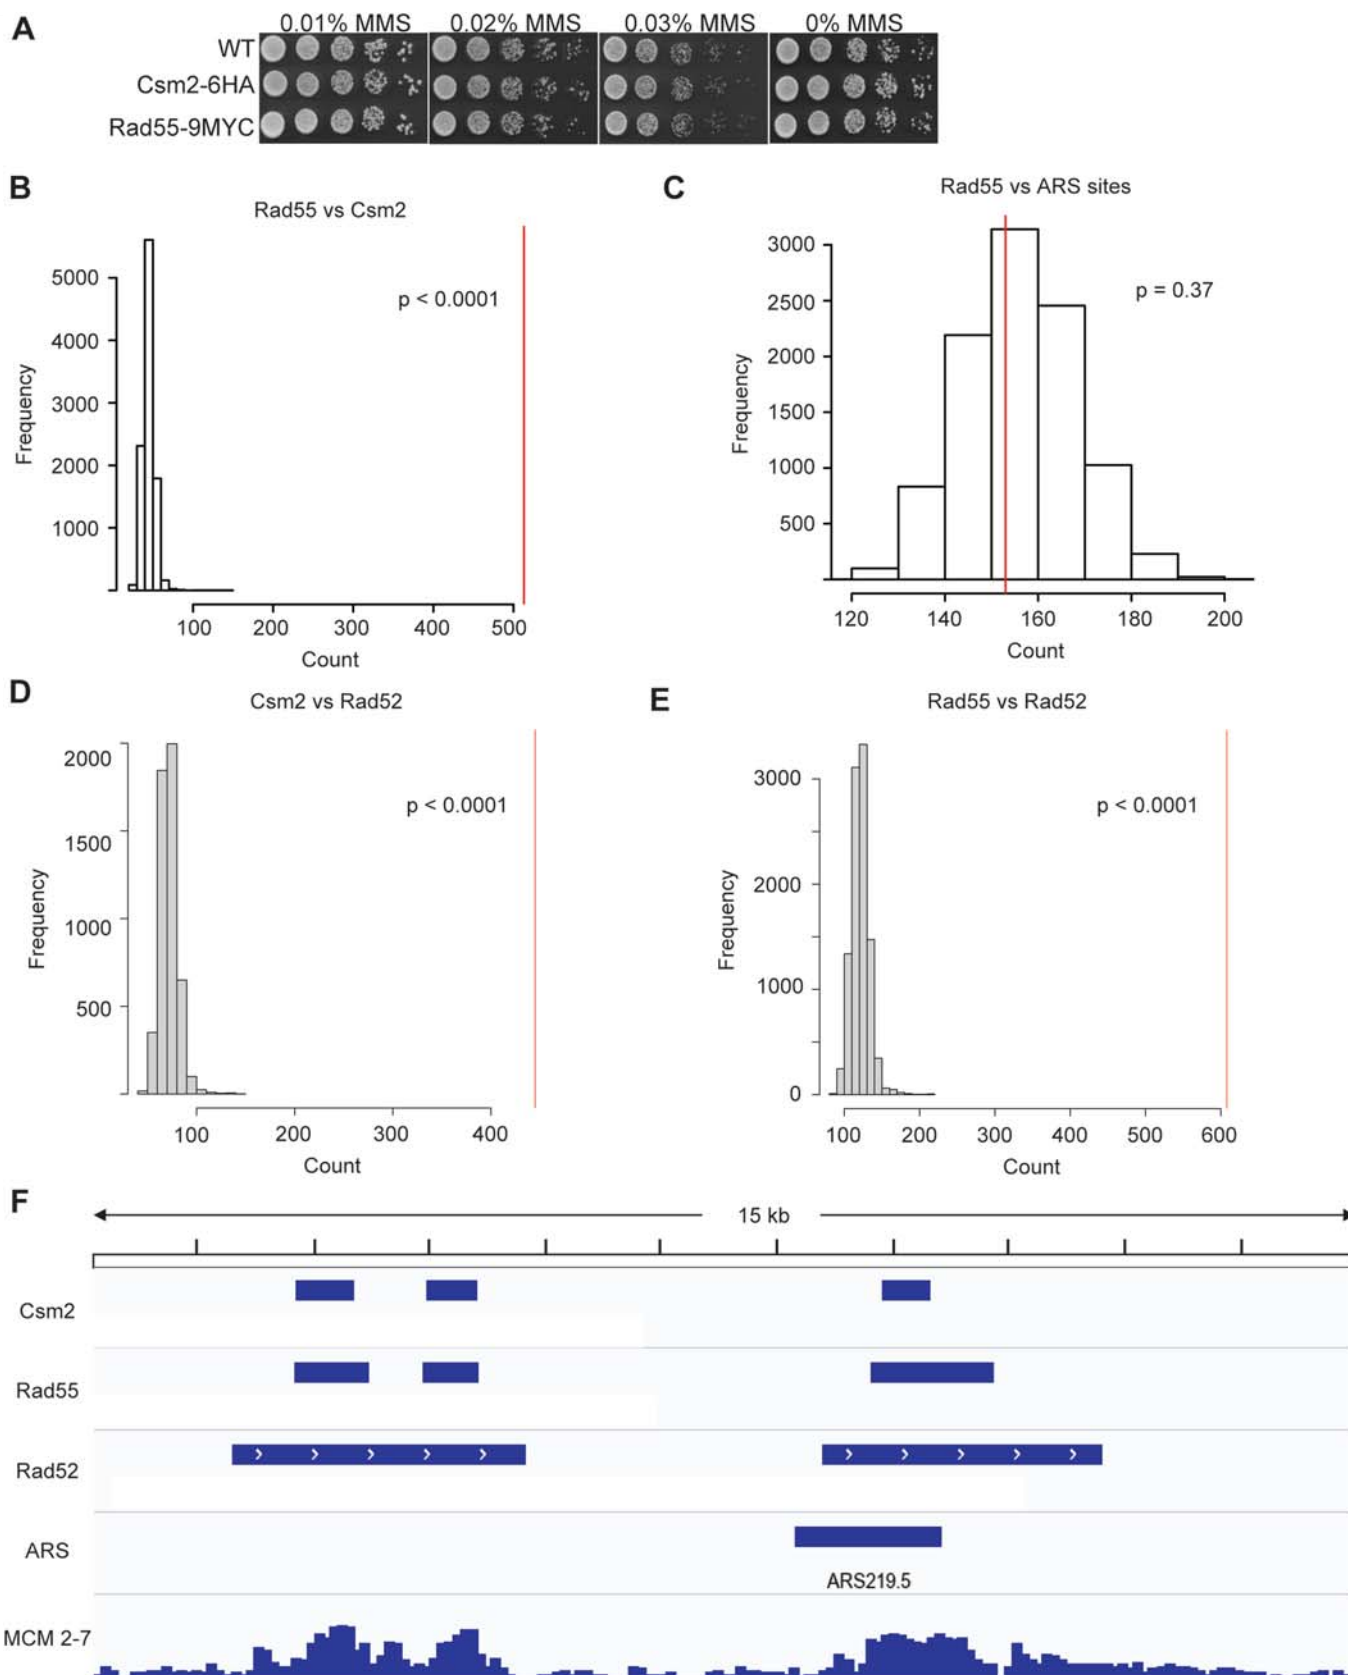 A
0.01% MMS 0.02% MMS 0.03% MMS 0% MMS
WT
Csm2-6HA
Rad55-9MYC
B
Rad55 vs Csm2
p < 0.0001
Frequency
5000
4000
3000
2000
1000
100 200 300 400 500
Count
C
Rad55 vs ARS sites
p = 0.37
Frequency
3000
2500
2000
1500
1000
500
120 140 160 180 200
Count
D
Csm2 vs Rad52
p < 0.0001
Frequency
2000
1500
1000
500
100 200 300 400
Count
E
Rad55 vs Rad52
p < 0.0001
Frequency
3000
2000
1000
0
100 200 300 400 500 600
Count
F
15 kb
Csm2
Rad55
Rad52
ARS
ARS219.5
MCM 2-7